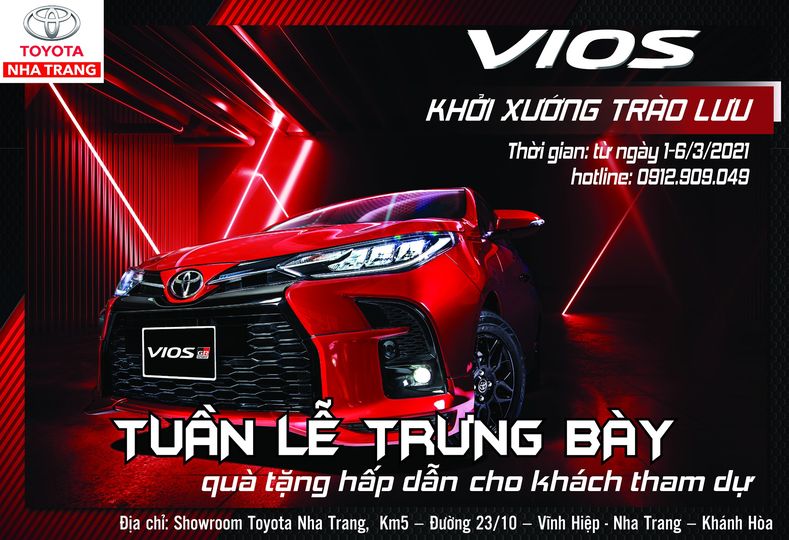 TOYOTA
NHA TRANG
VIOS
KHỞI XƯỚNG TRÀO LƯU
Thời gian: từ ngày 1-6/3/2021
hotline: 0912.909.049
VIOS GR
TUẦN LỄ TRƯNG BÀY
quà tặng hấp dẫn cho khách tham dự
Địa chỉ: Showroom Toyota Nha Trang, Km5 – Đường 23/10 – Vĩnh Hiệp - Nha Trang – Khánh Hòa